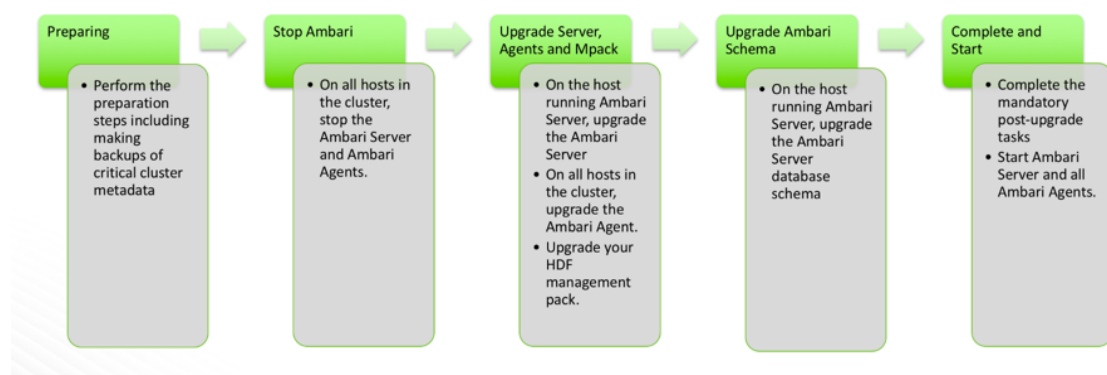 Preparing
• Perform the
preparation
steps including
making
backups of
critical cluster
metadata
Stop Ambari
• On all hosts in
the cluster,
stop the
Ambari Server
and Ambari
Agents.
Upgrade Server,
Agents and Mpack
• On the host
running Ambari
Server, upgrade
the Ambari
Server
• On all hosts in
the cluster,
upgrade the
Ambari Agent.
• Upgrade your
HDF
management
pack.
Upgrade Ambari
Schema
• On the host
running Ambari
Server, upgrade
the Ambari
Server
database
schema
Complete and
Start
• Complete the
mandatory
post-upgrade
tasks
• Start Ambari
Server and all
Ambari Agents.